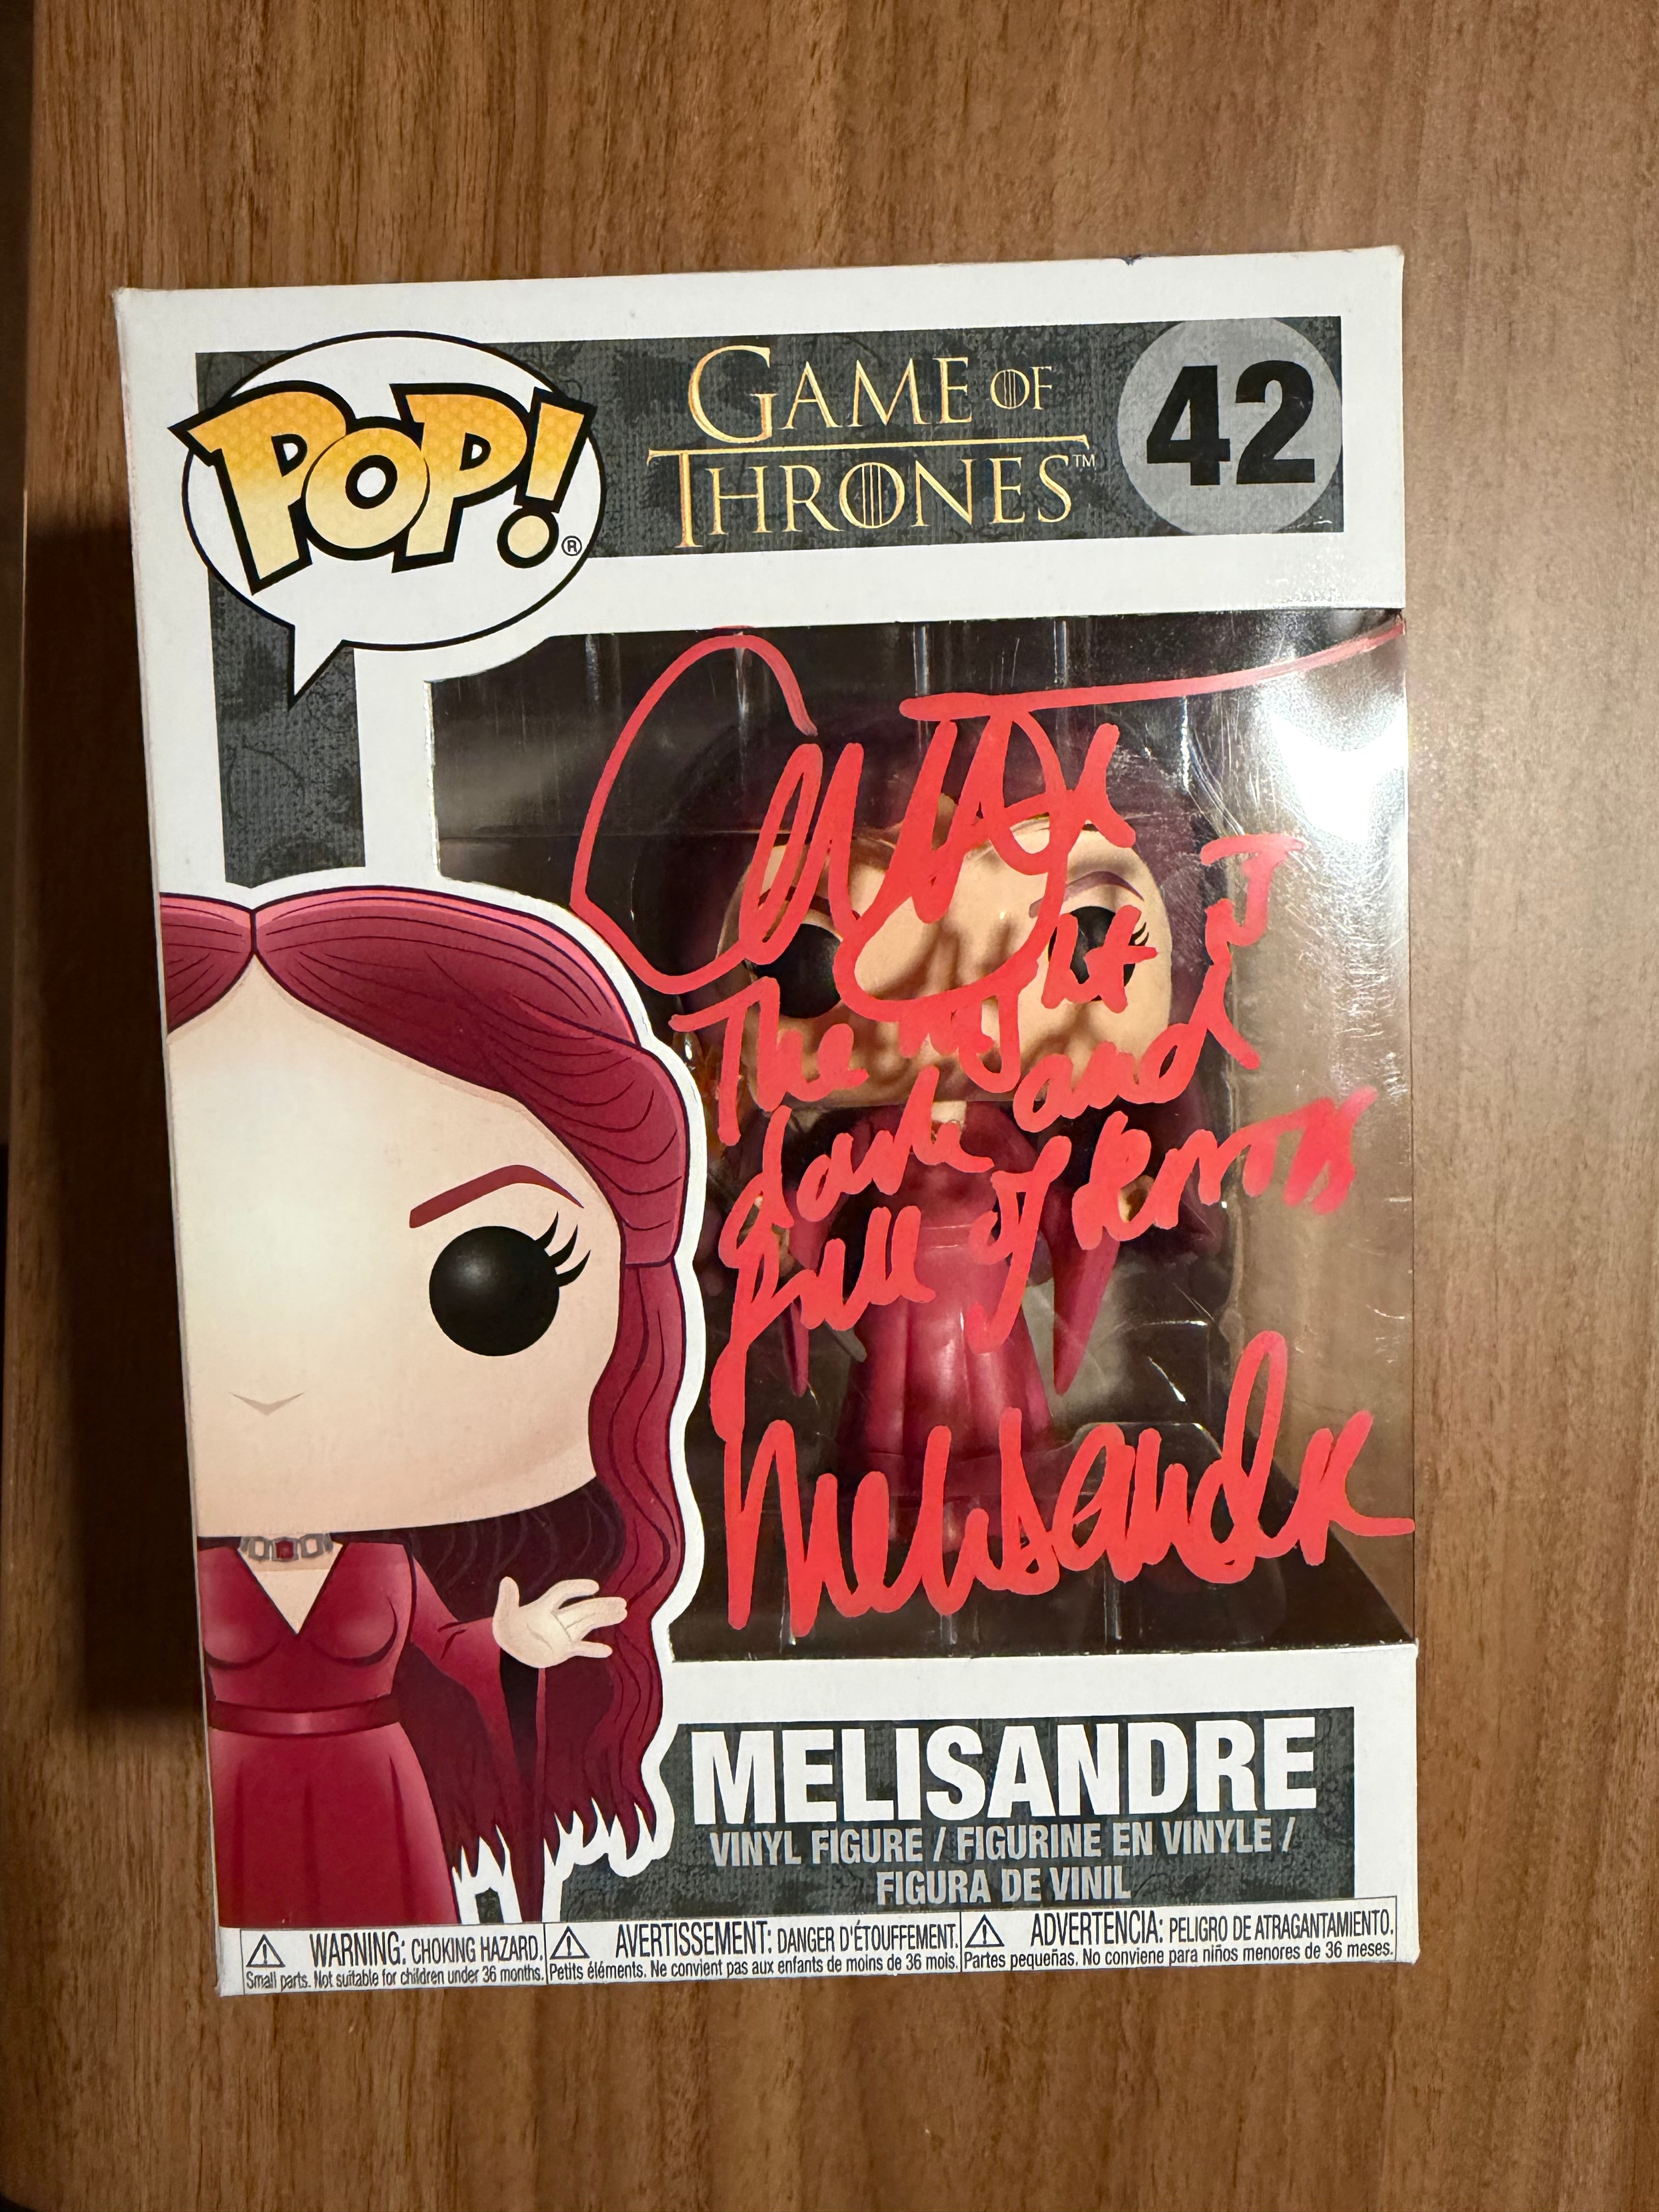 POP! ®
GAME OF
THRONES™
42
The night is
dark and
full of terrors
Melisandre
MELISANDRE
VINYL FIGURE / FIGURINE EN VINYLE /
FIGURA DE VINIL
WARNING: CHOKING HAZARD.
Small parts. Not suitable for children under 36 months.
AVERTISSEMENT: DANGER D'ÉTOUFFEMENT.
Petits éléments. Ne convient pas aux enfants de moins de 36 mois.
ADVERTENCIA: PELIGRO DE ATRAGANTAMIENTO.
Partes pequeñas. No conviene para niños menores de 36 meses.